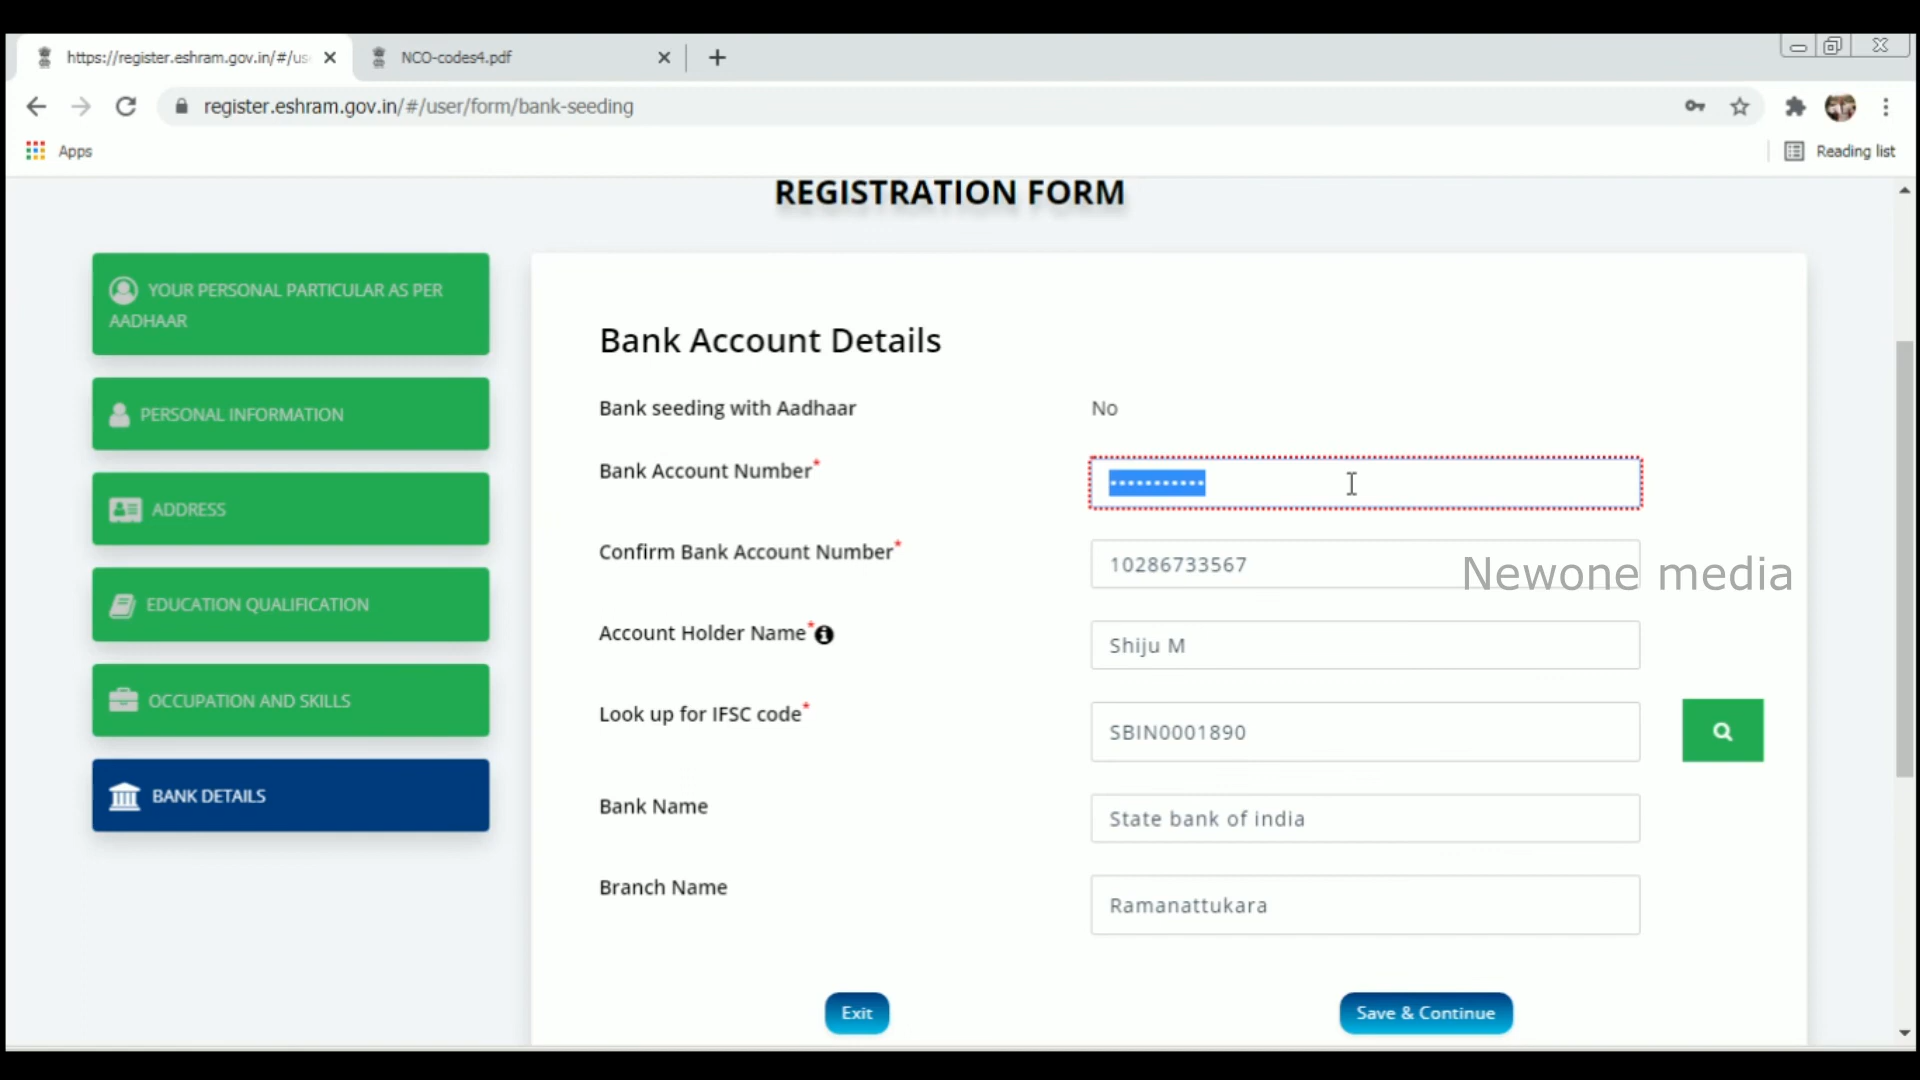 https://register.eshram.gov.in/#/us
NCO-codes4.pdf
register.eshram.gov.in/#/user/form/bank-seeding
Apps
Reading list
REGISTRATION FORM
YOUR PERSONAL PARTICULAR AS PER
AADHAAR
PERSONAL INFORMATION
ADDRESS
EDUCATION QUALIFICATION
OCCUPATION AND SKILLS
BANK DETAILS
Bank Account Details
Bank seeding with Aadhaar No
Bank Account Number* •••••••••••
Confirm Bank Account Number* 10286733567
Newone media
Account Holder Name* Shiju M
Look up for IFSC code* SBIN0001890
Bank Name State bank of india
Branch Name Ramanattukara
Exit Save & Continue